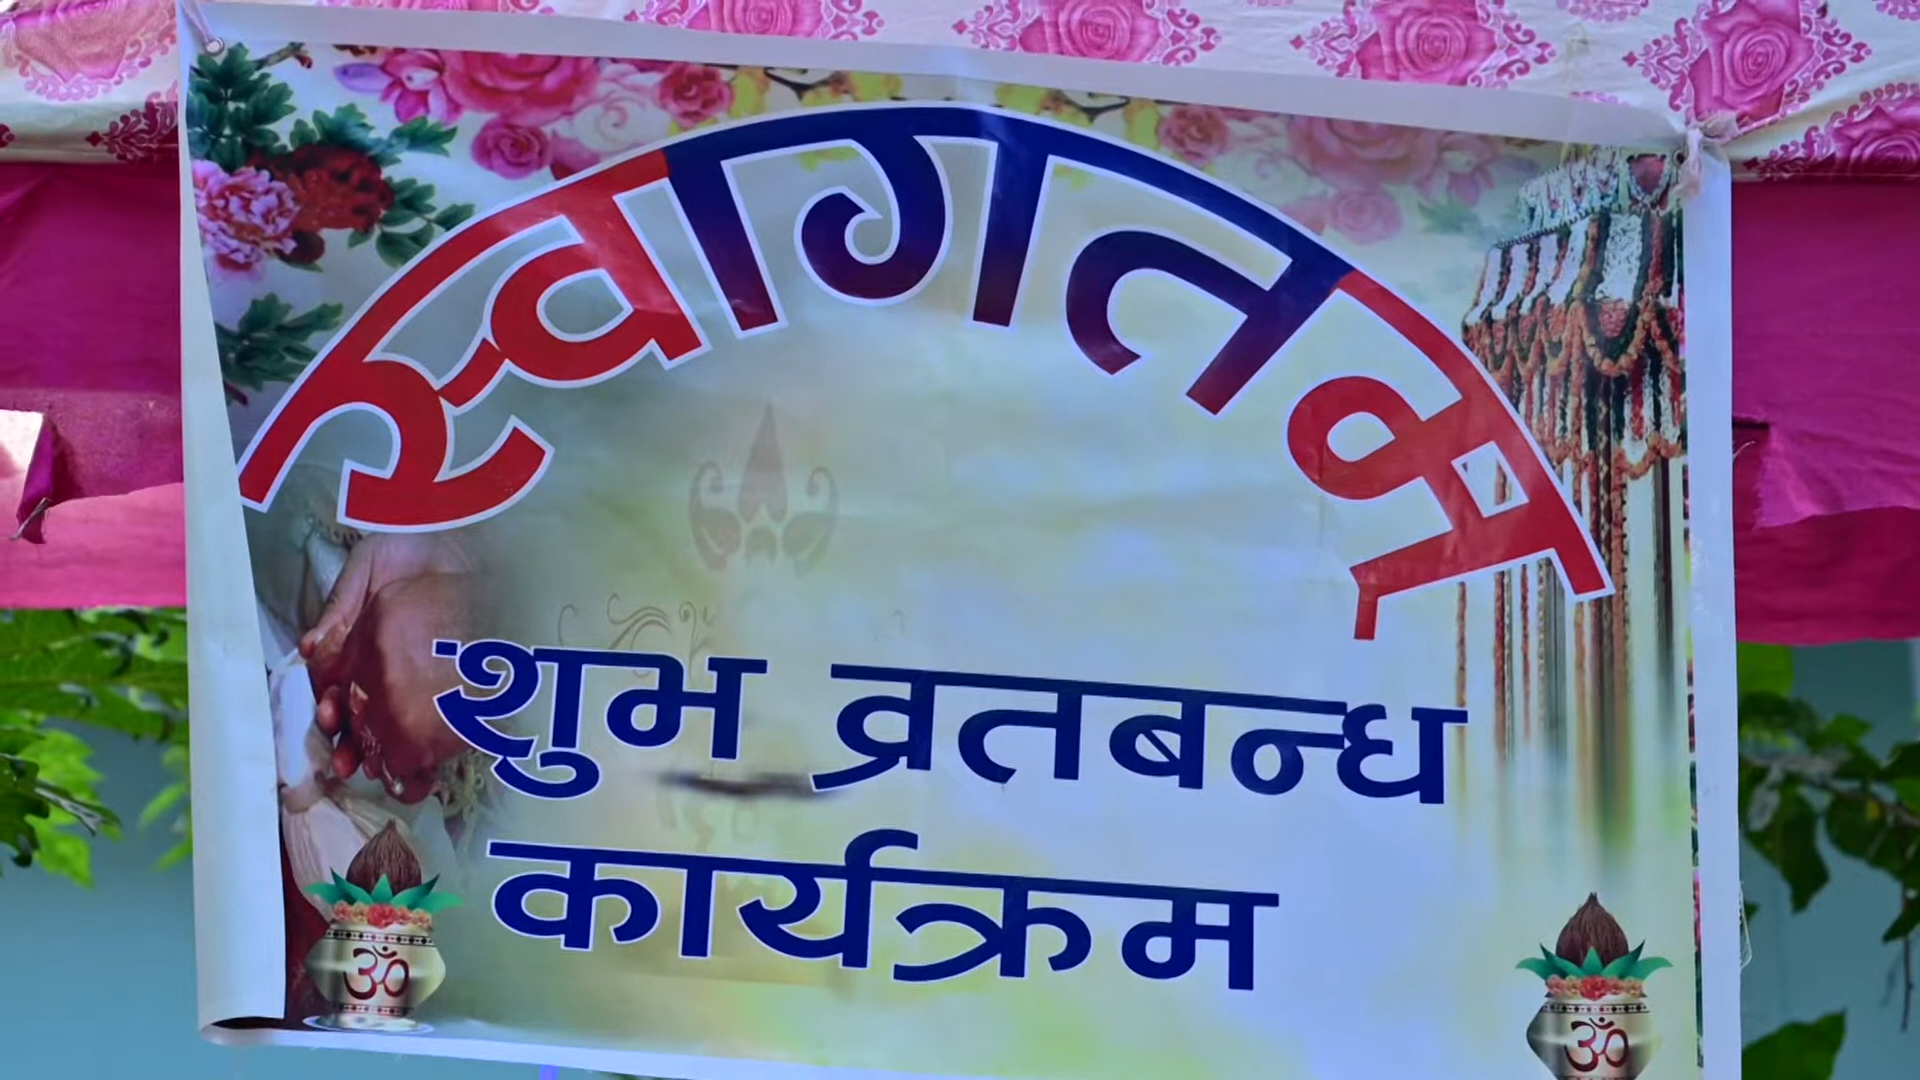 स्वागतम्
शुभ व्रतबन्ध
कार्यक्रम
ॐ
ॐ